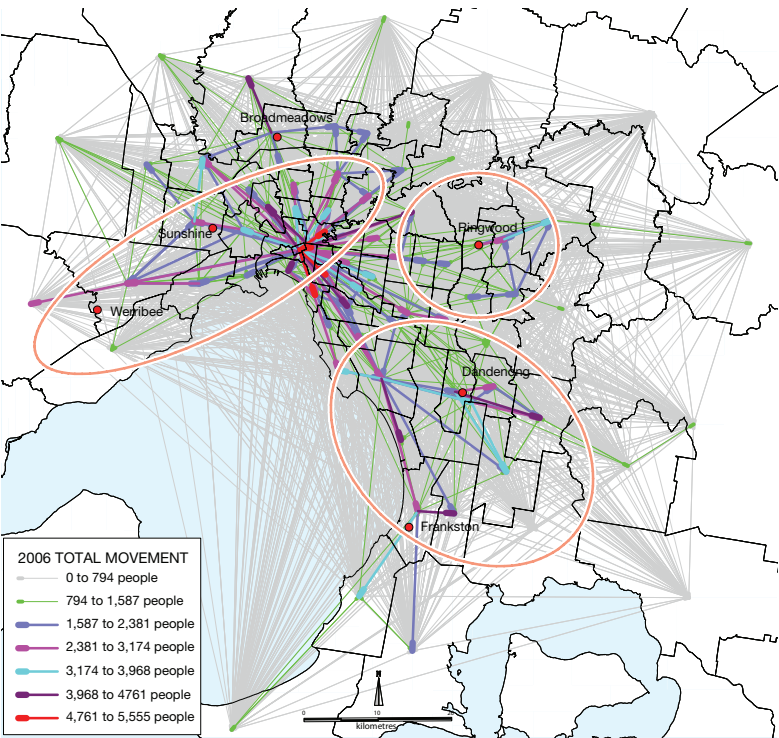 Broadmeadows
Ringwood
Sunshine
Werribee
Dandenong
Frankston
2006 TOTAL MOVEMENT
0 to 794 people
794 to 1,587 people
1,587 to 2,381 people
2,381 to 3,174 people
3,174 to 3,968 people
3,968 to 4761 people
4,761 to 5,555 people
N
0 10
kilometres